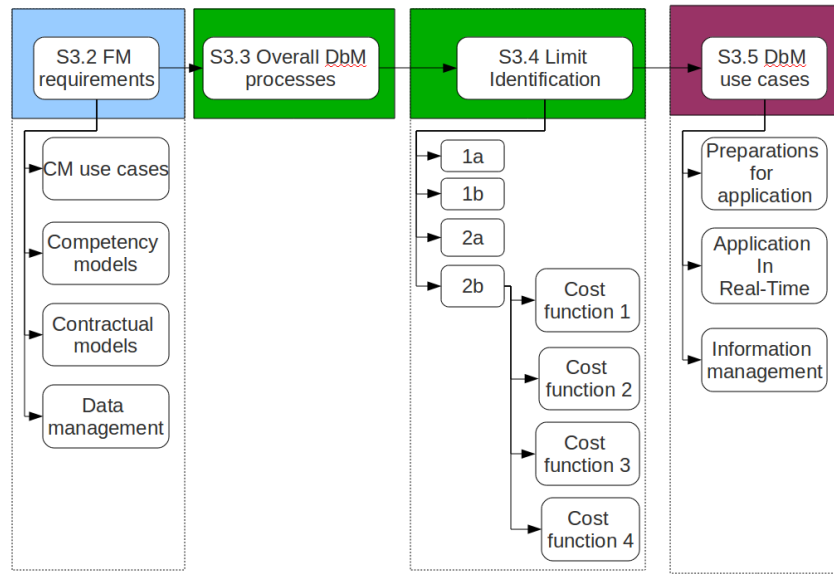 S3.2 FM
requirements
S3.3 Overall DbM
processes
S3.4 Limit
Identification
S3.5 DbM
use cases
CM use cases
Competency
models
Contractual
models
Data
management
1a
1b
2a
2b
Cost
function 1
Cost
function 2
Cost
function 3
Cost
function 4
Preparations
for
application
Application
In
Real-Time
Information
management